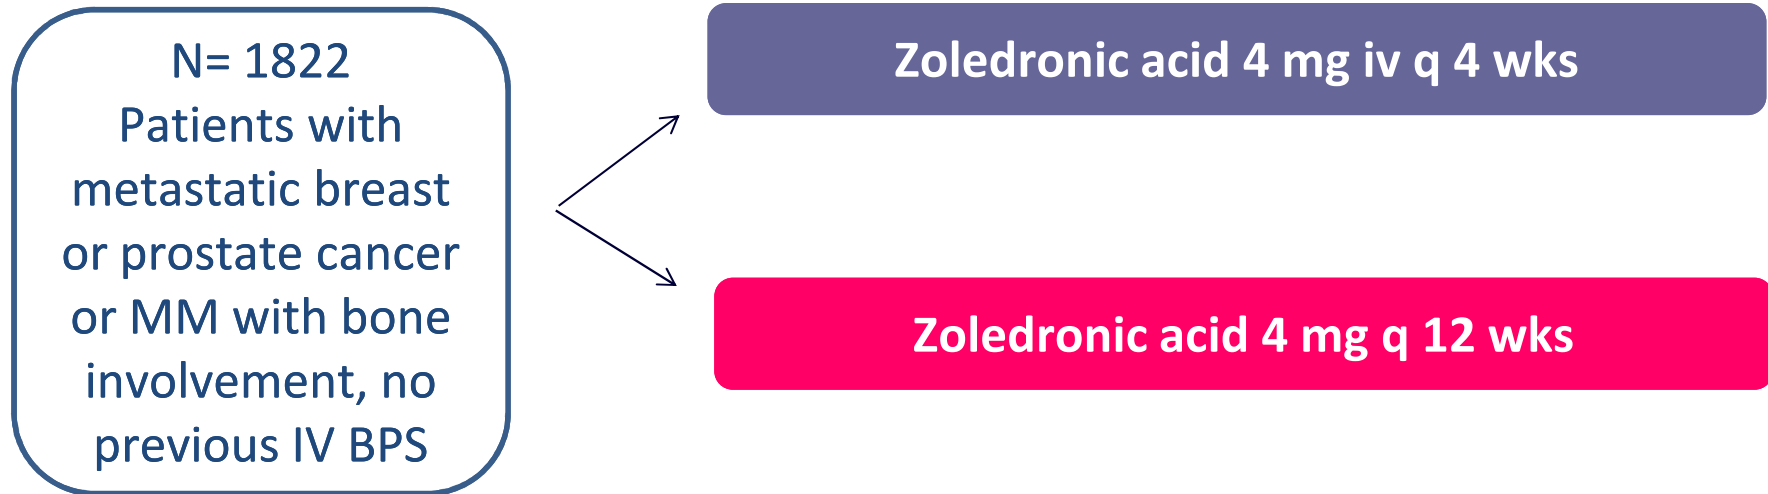 N= 1822
Patients with
metastatic breast
or prostate cancer
or MM with bone
involvement, no
previous IV BPS
Zoledronic acid 4 mg iv q 4 wks
Zoledronic acid 4 mg q 12 wks